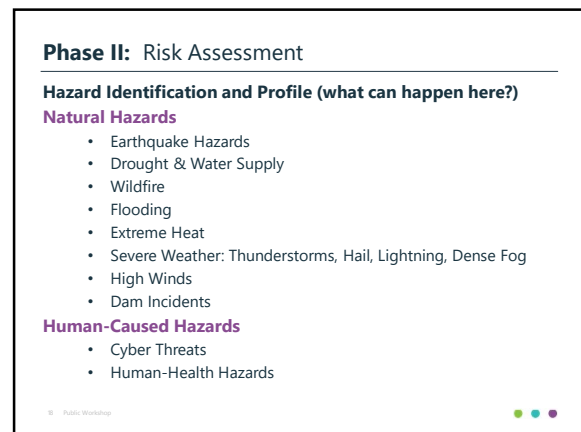 Phase II: Risk Assessment
Hazard Identification and Profile (what can happen here?)
Natural Hazards
• Earthquake Hazards
• Drought & Water Supply
• Wildfire
• Flooding
• Extreme Heat
• Severe Weather: Thunderstorms, Hail, Lightning, Dense Fog
• High Winds
• Dam Incidents
Human-Caused Hazards
• Cyber Threats
• Human-Health Hazards
Public Workshop